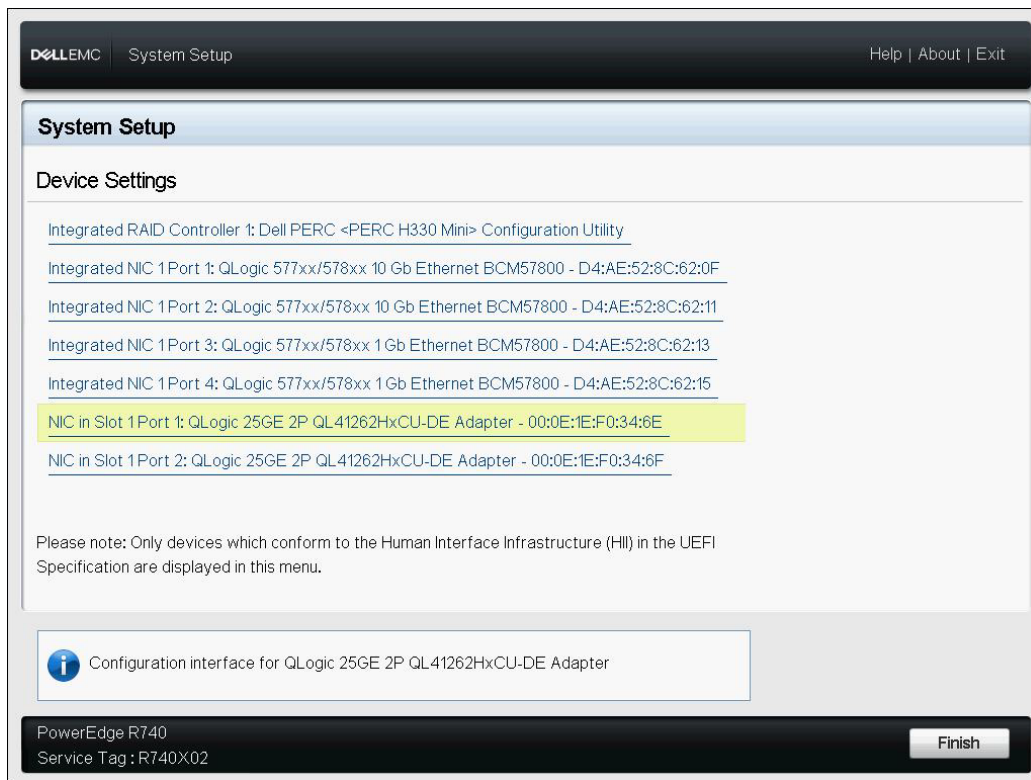 DELLEMC System Setup
Help | About | Exit
System Setup
Device Settings
Integrated RAID Controller 1: Dell PERC <PERC H330 Mini> Configuration Utility
Integrated NIC 1 Port 1: QLogic 577xx/578xx 10 Gb Ethernet BCM57800 - D4:AE:52:8C:62:0F
Integrated NIC 1 Port 2: QLogic 577xx/578xx 10 Gb Ethernet BCM57800 - D4:AE:52:8C:62:11
Integrated NIC 1 Port 3: QLogic 577xx/578xx 1 Gb Ethernet BCM57800 - D4:AE:52:8C:62:13
Integrated NIC 1 Port 4: QLogic 577xx/578xx 1 Gb Ethernet BCM57800 - D4:AE:52:8C:62:15
NIC in Slot 1 Port 1: QLogic 25GE 2P QL41262HxCU-DE Adapter - 00:0E:1E:F0:34:6E
NIC in Slot 1 Port 2: QLogic 25GE 2P QL41262HxCU-DE Adapter - 00:0E:1E:F0:34:6F
Please note: Only devices which conform to the Human Interface Infrastructure (HII) in the UEFI
Specification are displayed in this menu.
Configuration interface for QLogic 25GE 2P QL41262HxCU-DE Adapter
PowerEdge R740
Service Tag : R740X02
Finish